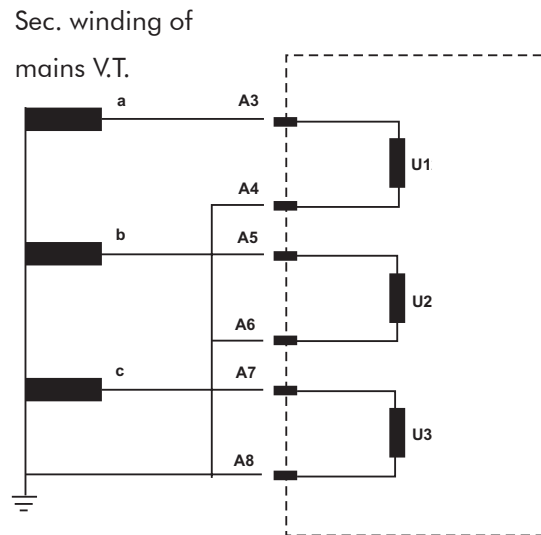 Sec. winding of
mains V.T.
a
A3
U1
A4
b
A5
U2
A6
c
A7
U3
A8